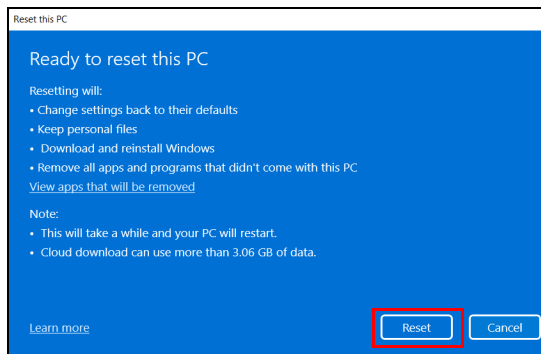 Reset this PC
Ready to reset this PC
Resetting will:
• Change settings back to their defaults
• Keep personal files
• Download and reinstall Windows
• Remove all apps and programs that didn't come with this PC
View apps that will be removed
Note:
• This will take a while and your PC will restart.
• Cloud download can use more than 3.06 GB of data.
Learn more
Reset
Cancel